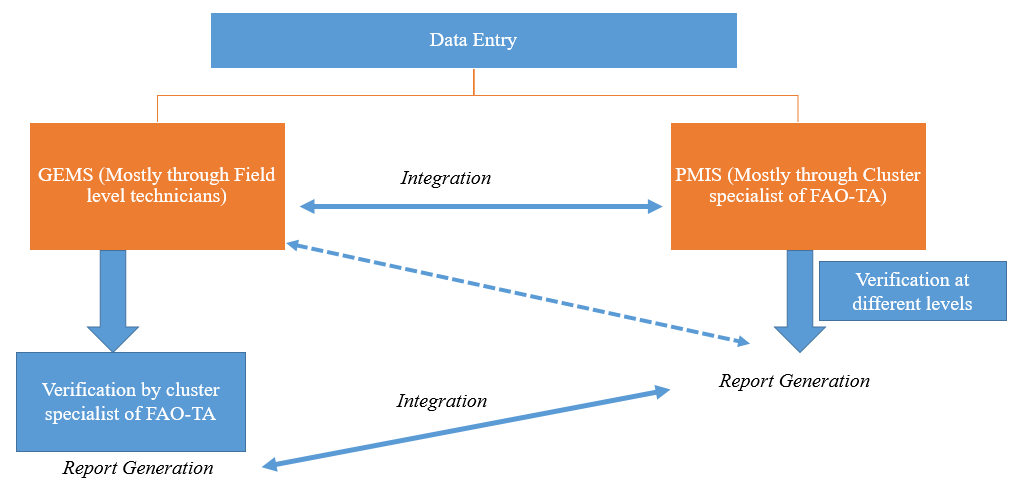 Data Entry
GEMS (Mostly through Field
level technicians)
Integration
PMIS (Mostly through Cluster
specialist of FAO-TA)
Verification at
different levels
Verification by cluster
specialist of FAO-TA
Integration
Report Generation
Report Generation